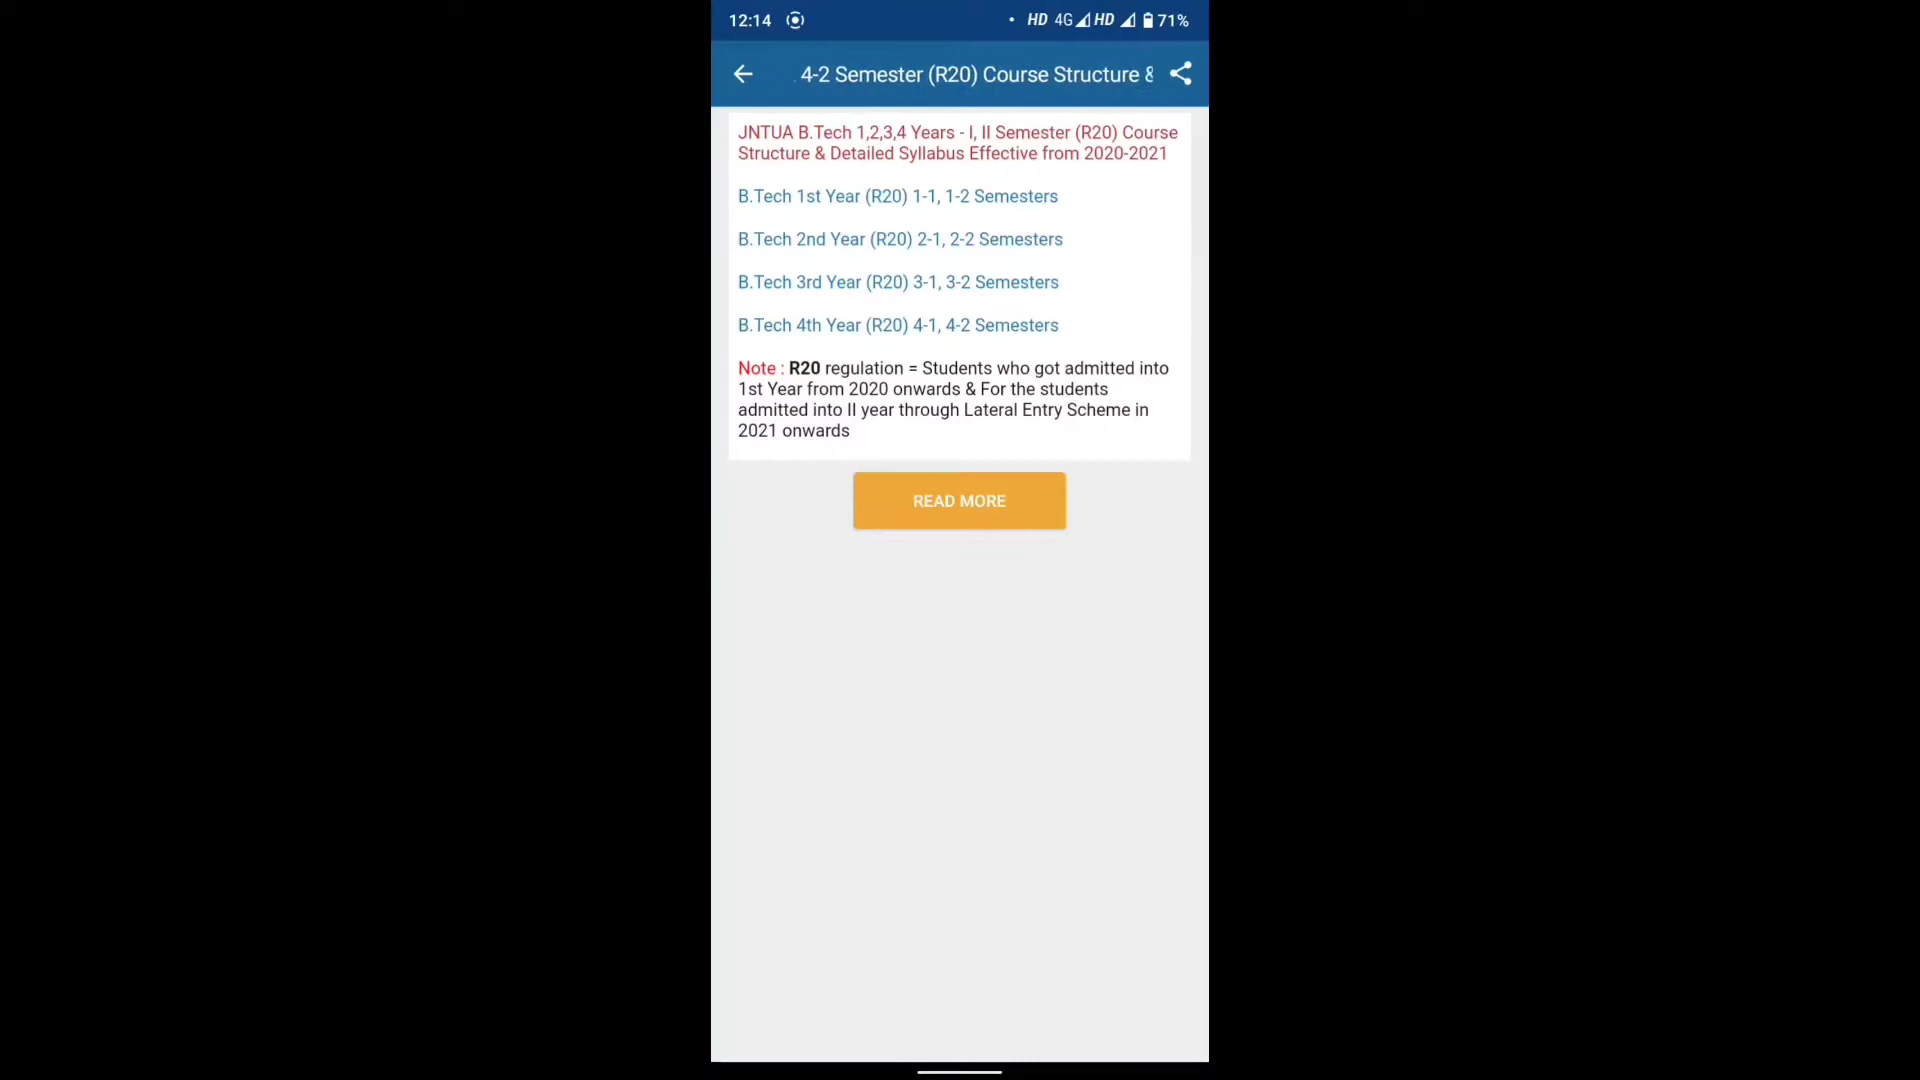 12:14 HD 4G HD 71%
4-2 Semester (R20) Course Structure &
JNTUA B.Tech 1,2,3,4 Years - I, II Semester (R20) Course
Structure & Detailed Syllabus Effective from 2020-2021
B.Tech 1st Year (R20) 1-1, 1-2 Semesters
B.Tech 2nd Year (R20) 2-1, 2-2 Semesters
B.Tech 3rd Year (R20) 3-1, 3-2 Semesters
B.Tech 4th Year (R20) 4-1, 4-2 Semesters
Note : R20 regulation = Students who got admitted into
1st Year from 2020 onwards & For the students
admitted into II year through Lateral Entry Scheme in
2021 onwards
READ MORE